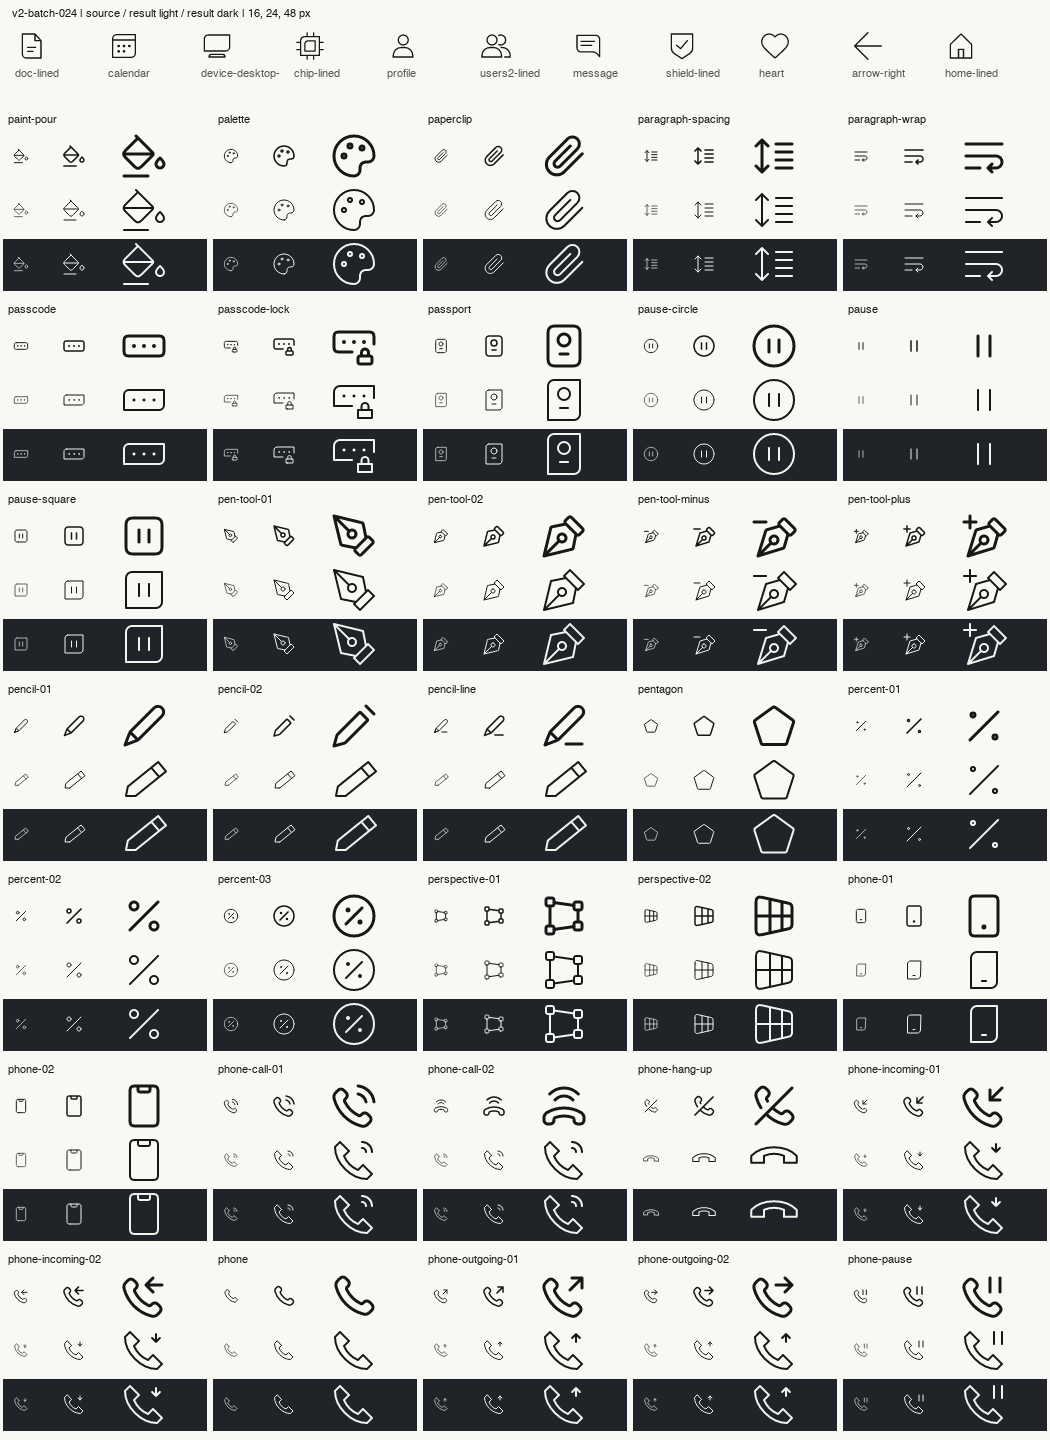 v2-batch-024 | source / result light / result dark | 16, 24, 48 px
doc-lined calendar device-desktop- chip-lined profile users2-lined message shield-lined heart arrow-right home-lined
paint-pour palette paperclip paragraph-spacing paragraph-wrap
passcode passcode-lock passport pause-circle pause
pause-square pen-tool-01 pen-tool-02 pen-tool-minus pen-tool-plus
pencil-01 pencil-02 pencil-line pentagon percent-01
percent-02 percent-03 perspective-01 perspective-02 phone-01
phone-02 phone-call-01 phone-call-02 phone-hang-up phone-incoming-01
phone-incoming-02 phone phone-outgoing-01 phone-outgoing-02 phone-pause